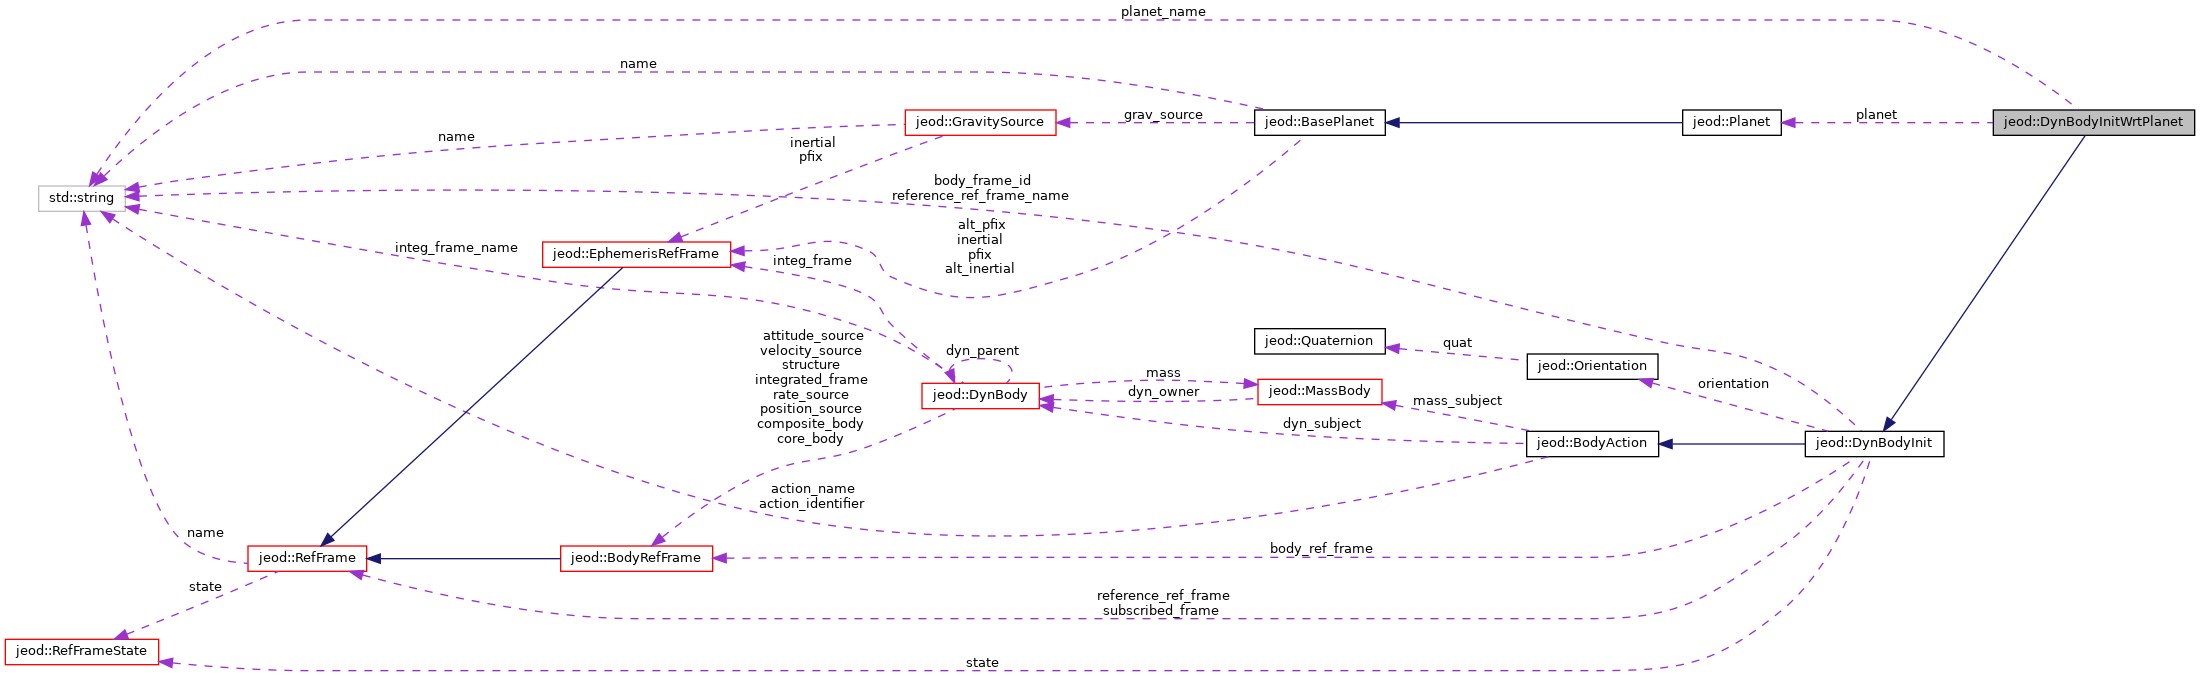 planet_name
name
grav_source
planet
jeod::GravitySource
jeod::BasePlanet
jeod::Planet
jeod::DynBodyInitWrtPlanet
name
inertial
pfix
std::string
body_frame_id
reference_ref_frame_name
alt_pfix
inertial
pfix
alt_inertial
integ_frame_name
jeod::EphemerisRefFrame
integ_frame
attitude_source
velocity_source
structure
integrated_frame
rate_source
position_source
composite_body
core_body
dyn_parent
jeod::Quaternion
quat
jeod::Orientation
orientation
mass
dyn_owner
jeod::DynBody
jeod::MassBody
mass_subject
dyn_subject
jeod::BodyAction
jeod::DynBodyInit
action_name
action_identifier
name
jeod::RefFrame
jeod::BodyRefFrame
body_ref_frame
state
reference_ref_frame
subscribed_frame
jeod::RefFrameState
state